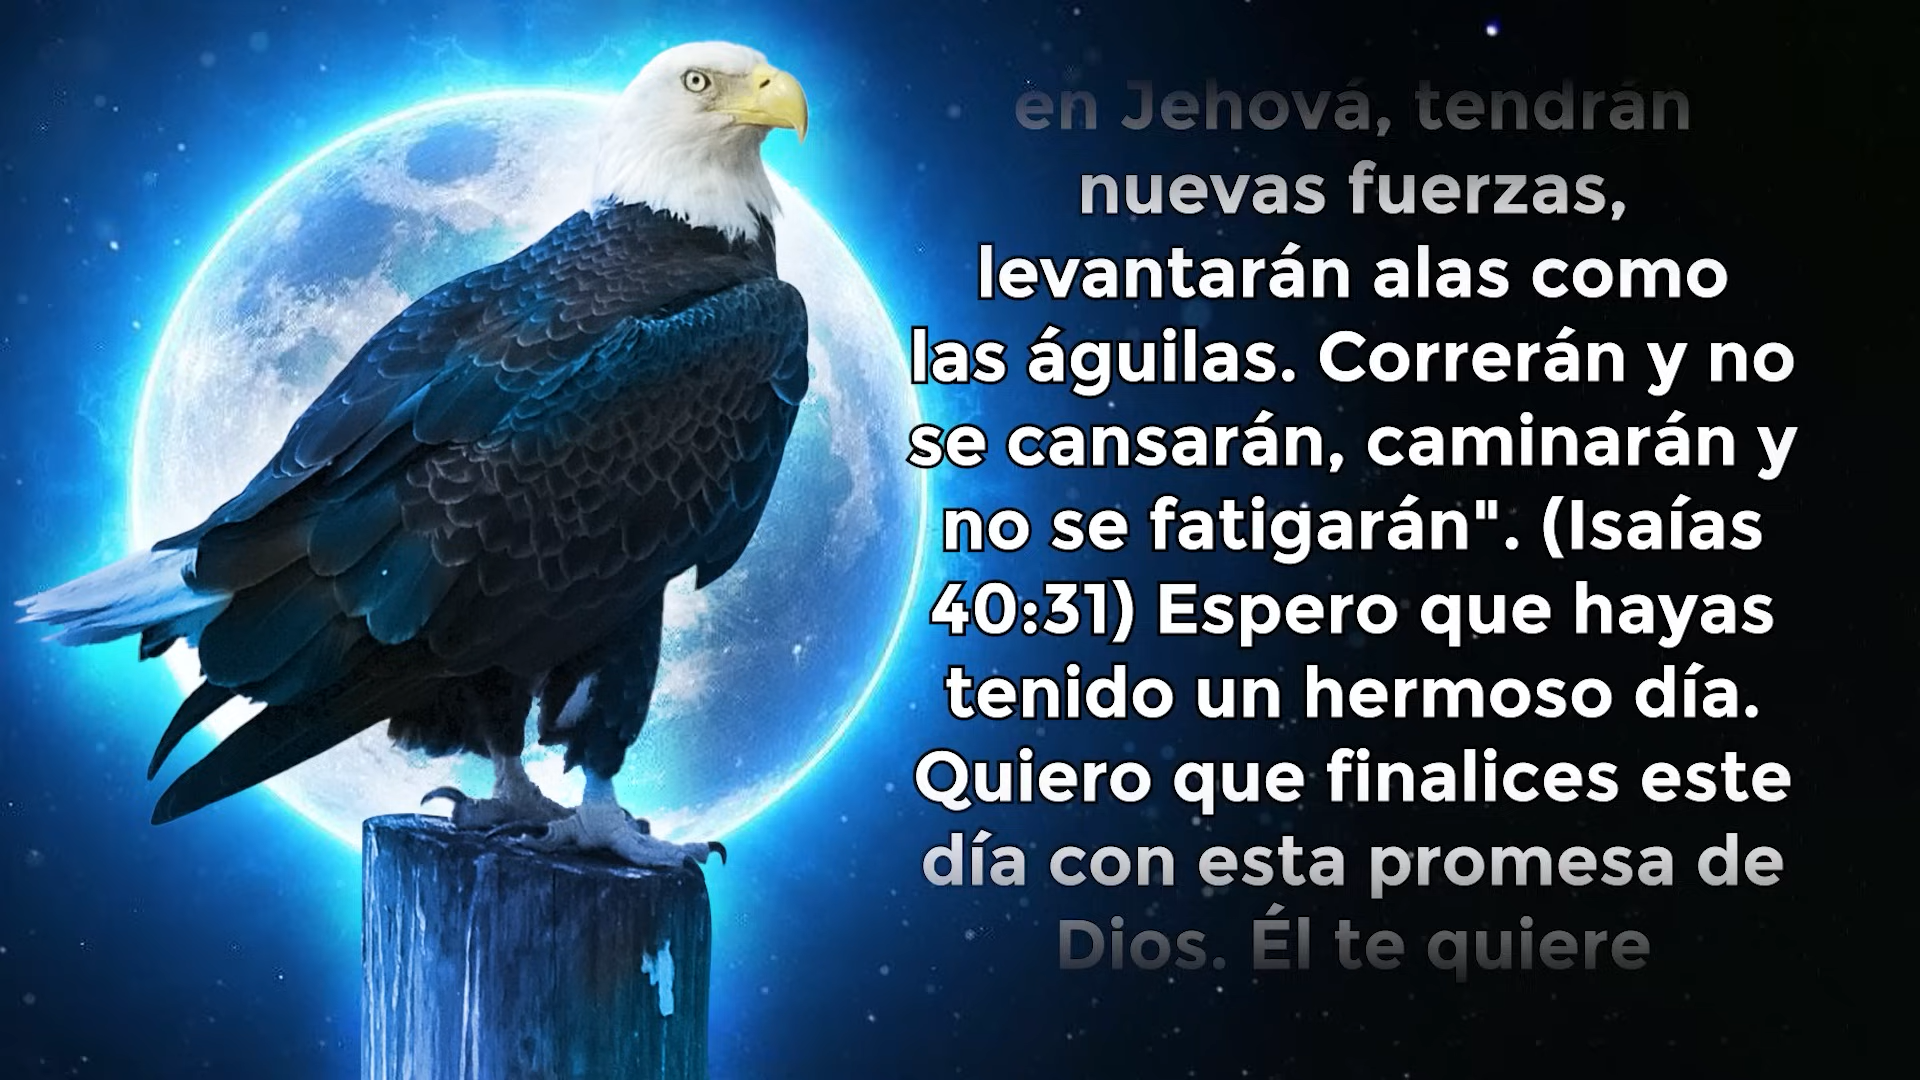 en Jehová, tendrán
nuevas fuerzas,
levantarán alas como
las águilas. Correrán y no
se cansarán, caminarán y
no se fatigarán". (Isaías
40:31) Espero que hayas
tenido un hermoso día.
Quiero que finalices este
día con esta promesa de
Dios. Él te quiere